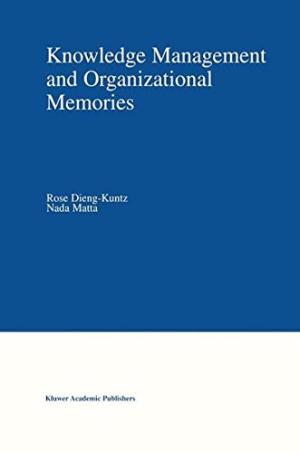 Knowledge Management
and Organizational
Memories
Rose Dieng-Kuntz
Nada Matta
Kluwer Academic Publishers